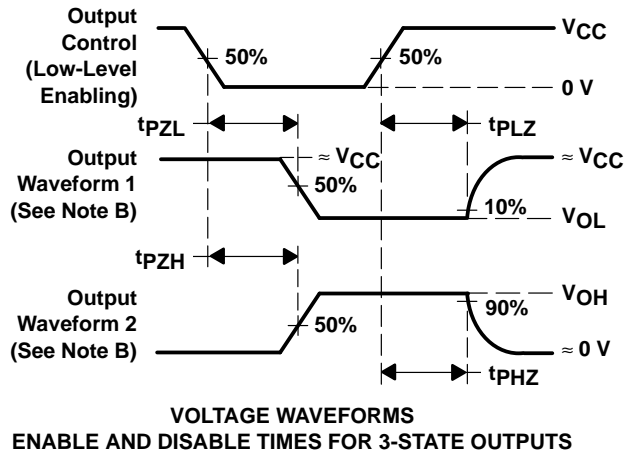 Output
Control
(Low-Level
Enabling)
50%
50%
VCC
0 V
tPZL
tPLZ
Output
Waveform 1
(See Note B)
≈ VCC
50%
≈ VCC
10%
VOL
tPZH
Output
Waveform 2
(See Note B)
50%
VOH
90%
≈ 0 V
tPHZ
VOLTAGE WAVEFORMS
ENABLE AND DISABLE TIMES FOR 3-STATE OUTPUTS